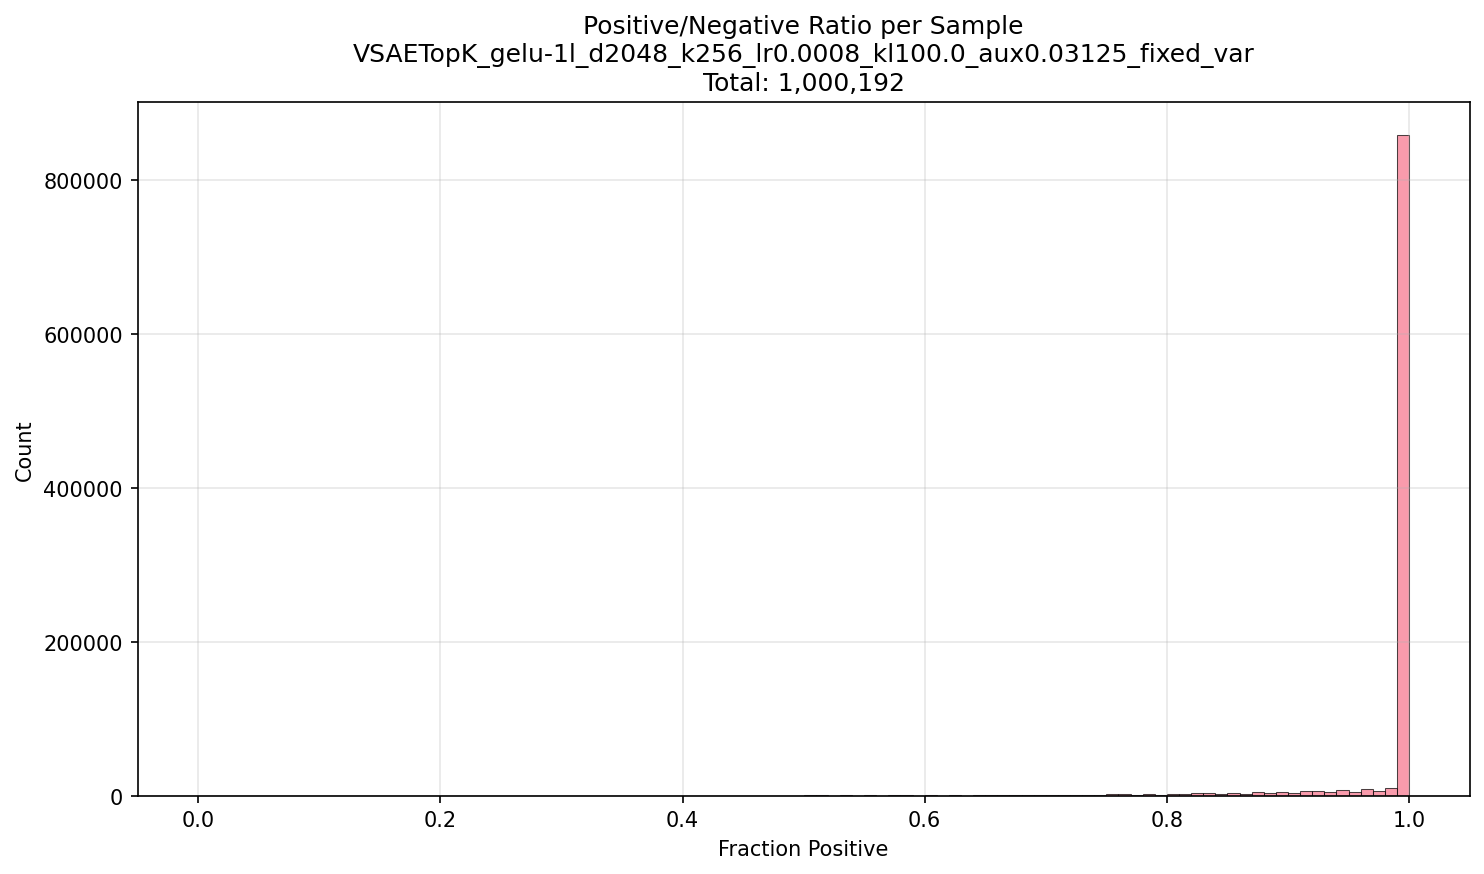 Positive/Negative Ratio per Sample
VSAETopK_gelu-1l_d2048_k256_lr0.0008_kl100.0_aux0.03125_fixed_var
Total: 1,000,192
800000
600000
400000
200000
0
Count
0.0 0.2 0.4 0.6 0.8 1.0
Fraction Positive